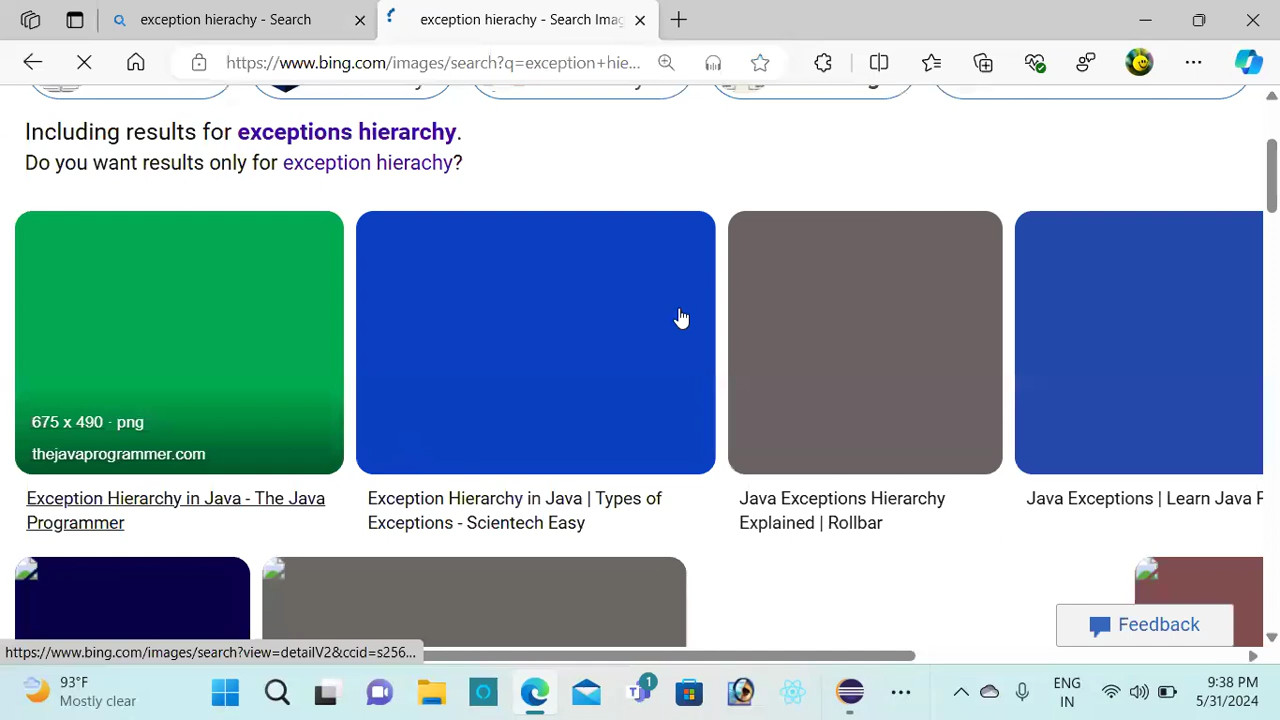 exception hierachy - Search
exception hierachy - Search Imag
https://www.bing.com/images/search?q=exception+hie...
Including results for exceptions hierarchy.
Do you want results only for exception hierachy?
675 x 490 · png
thejavaprogrammer.com
Exception Hierarchy in Java - The Java
Programmer
Exception Hierarchy in Java | Types of
Exceptions - Scientech Easy
Java Exceptions Hierarchy
Explained | Rollbar
Java Exceptions | Learn Java
Feedback
https://www.bing.com/images/search?view=detailV2&ccid=s256...
93°F
Mostly clear
1
ENG
IN
9:38 PM
5/31/2024